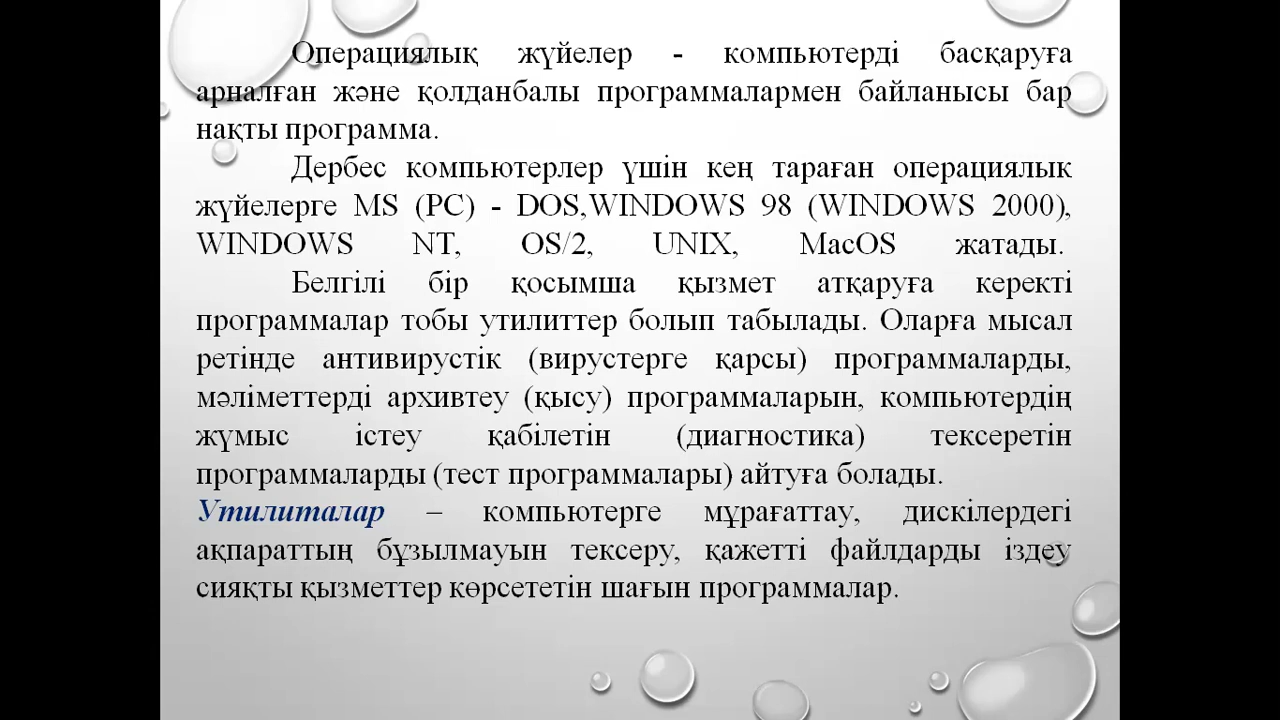 Операциялық жүйелер - компьютерді басқаруға
арналған және қолданбалы программалармен байланысы бар
нақты программа.
Дербес компьютерлер үшін кең тараған операциялык
жүйелерге MS (PC) - DOS,WINDOWS 98 (WINDOWS 2000),
WINDOWS NT, OS/2, UNIX, MacOS жатады.
Белгілі бір қосымша қызмет атқаруға керекті
программалар тобы утилиттер болып табылады. Оларға мысал
ретінде антивирустік (вирустерге қарсы) программаларды,
мәліметтерді архивтеу (қысу) программаларын, компьютердің
жүмыс істеу қабілетін (диагностика) тексеретін
программаларды (тест программалары) айтуға болады.
Утилиталар – компьютерге мұрағаттау, дискілердегі
ақпараттың бұзылмауын тексеру, қажетті файлдарды іздеу
сияқты қызметтер көрсететін шағын программалар.